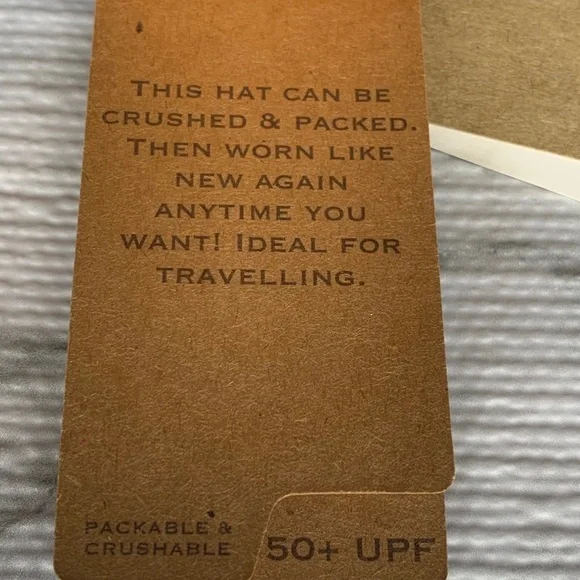 THIS HAT CAN BE
CRUSHED & PACKED.
THEN WORN LIKE
NEW AGAIN
ANYTIME YOU
WANT! IDEAL FOR
TRAVELLING.
PACKABLE &
CRUSHABLE
50+ UPF